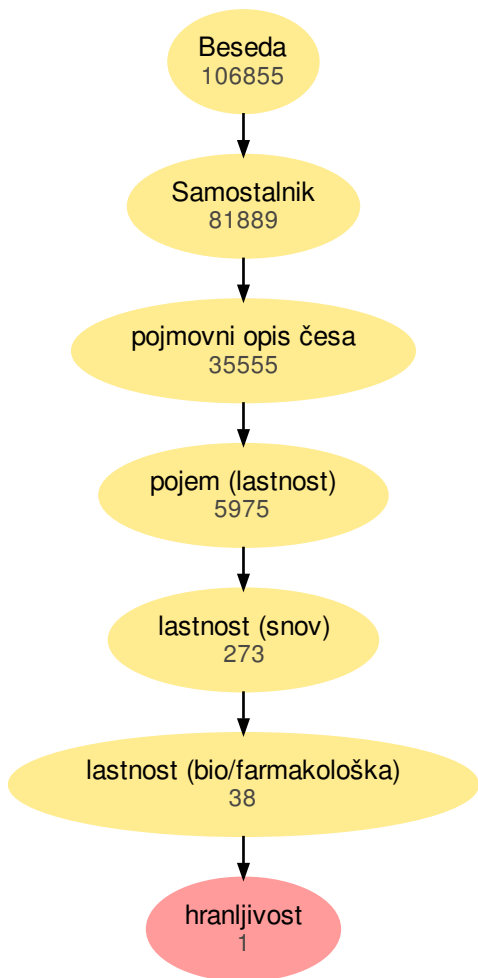 Beseda
106855
Samostalnik
81889
pojmovni opis česa
35555
pojem (lastnost)
5975
lastnost (snov)
273
lastnost (bio/farmakološka)
38
hranljivost
1